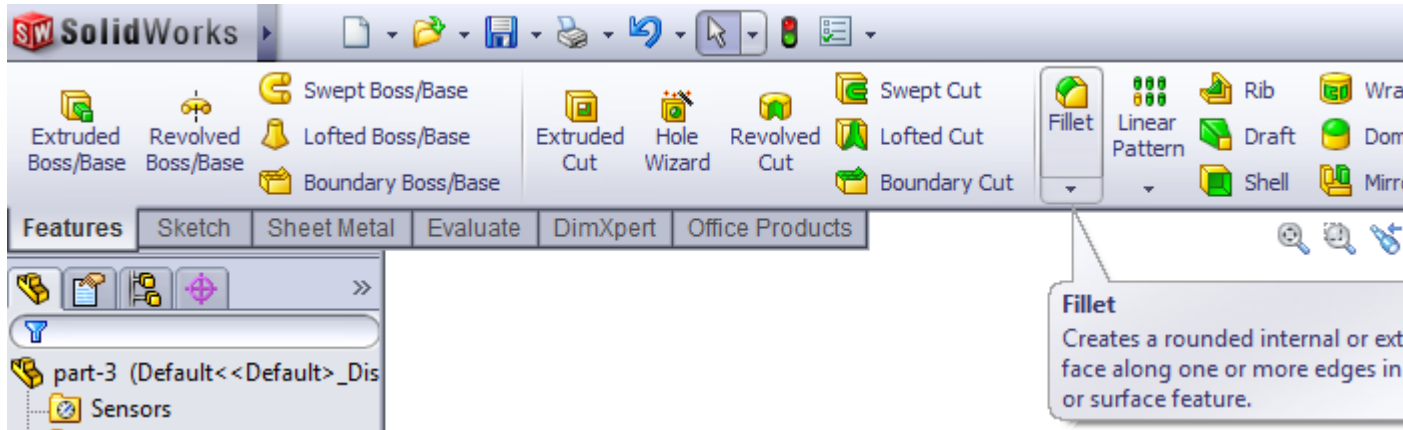 SolidWorks
Extruded Boss/Base
Revolved Boss/Base
Swept Boss/Base
Lofted Boss/Base
Boundary Boss/Base
Extruded Cut
Hole Wizard
Revolved Cut
Swept Cut
Lofted Cut
Boundary Cut
Fillet
Linear Pattern
Rib
Draft
Shell
Wra
Dom
Mirr
Features Sketch Sheet Metal Evaluate DimXpert Office Products
Fillet
Creates a rounded internal or ext
face along one or more edges in
or surface feature.
part-3 (Default<<Default>_Dis
Sensors